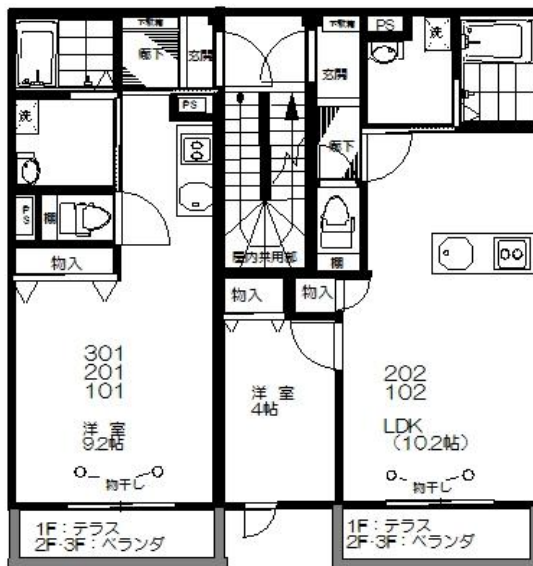 下駄箱
廊下
玄関
洗
PS
PS
棚
物入
301
201
101
洋 室
9.2帖
物干し
1F：テラス
2F･3F：ベランダ
屋内共用部
下駄箱
玄関
廊下
棚
PS
洗
物入
物入
洋 室
4帖
202
102
LDK
（10.2帖）
物干し
1F：テラス
2F･3F：ベランダ